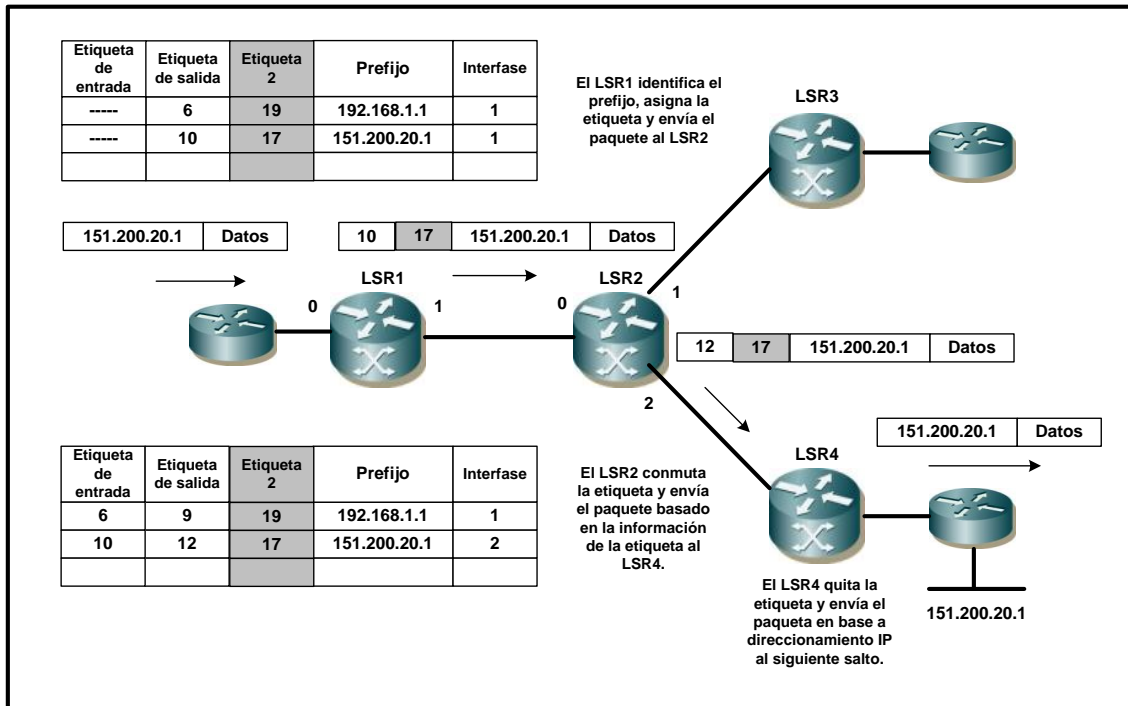 Etiqueta de entrada | Etiqueta de salida | Etiqueta 2 | Prefijo | Interfase
----- | 6 | 19 | 192.168.1.1 | 1
----- | 10 | 17 | 151.200.20.1 | 1
El LSR1 identifica el
prefijo, asigna la
etiqueta y envía el
paquete al LSR2
LSR3
151.200.20.1 | Datos
10 | 17 | 151.200.20.1 | Datos
LSR1
LSR2
0
1
0
1
2
12 | 17 | 151.200.20.1 | Datos
151.200.20.1 | Datos
LSR4
Etiqueta de entrada | Etiqueta de salida | Etiqueta 2 | Prefijo | Interfase
6 | 9 | 19 | 192.168.1.1 | 1
10 | 12 | 17 | 151.200.20.1 | 2
El LSR2 conmuta
la etiqueta y envía
el paquete basado
en la información
de la etiqueta al
LSR4.
El LSR4 quita la
etiqueta y envía el
paqueta en base a
direccionamiento IP
al siguiente salto.
151.200.20.1